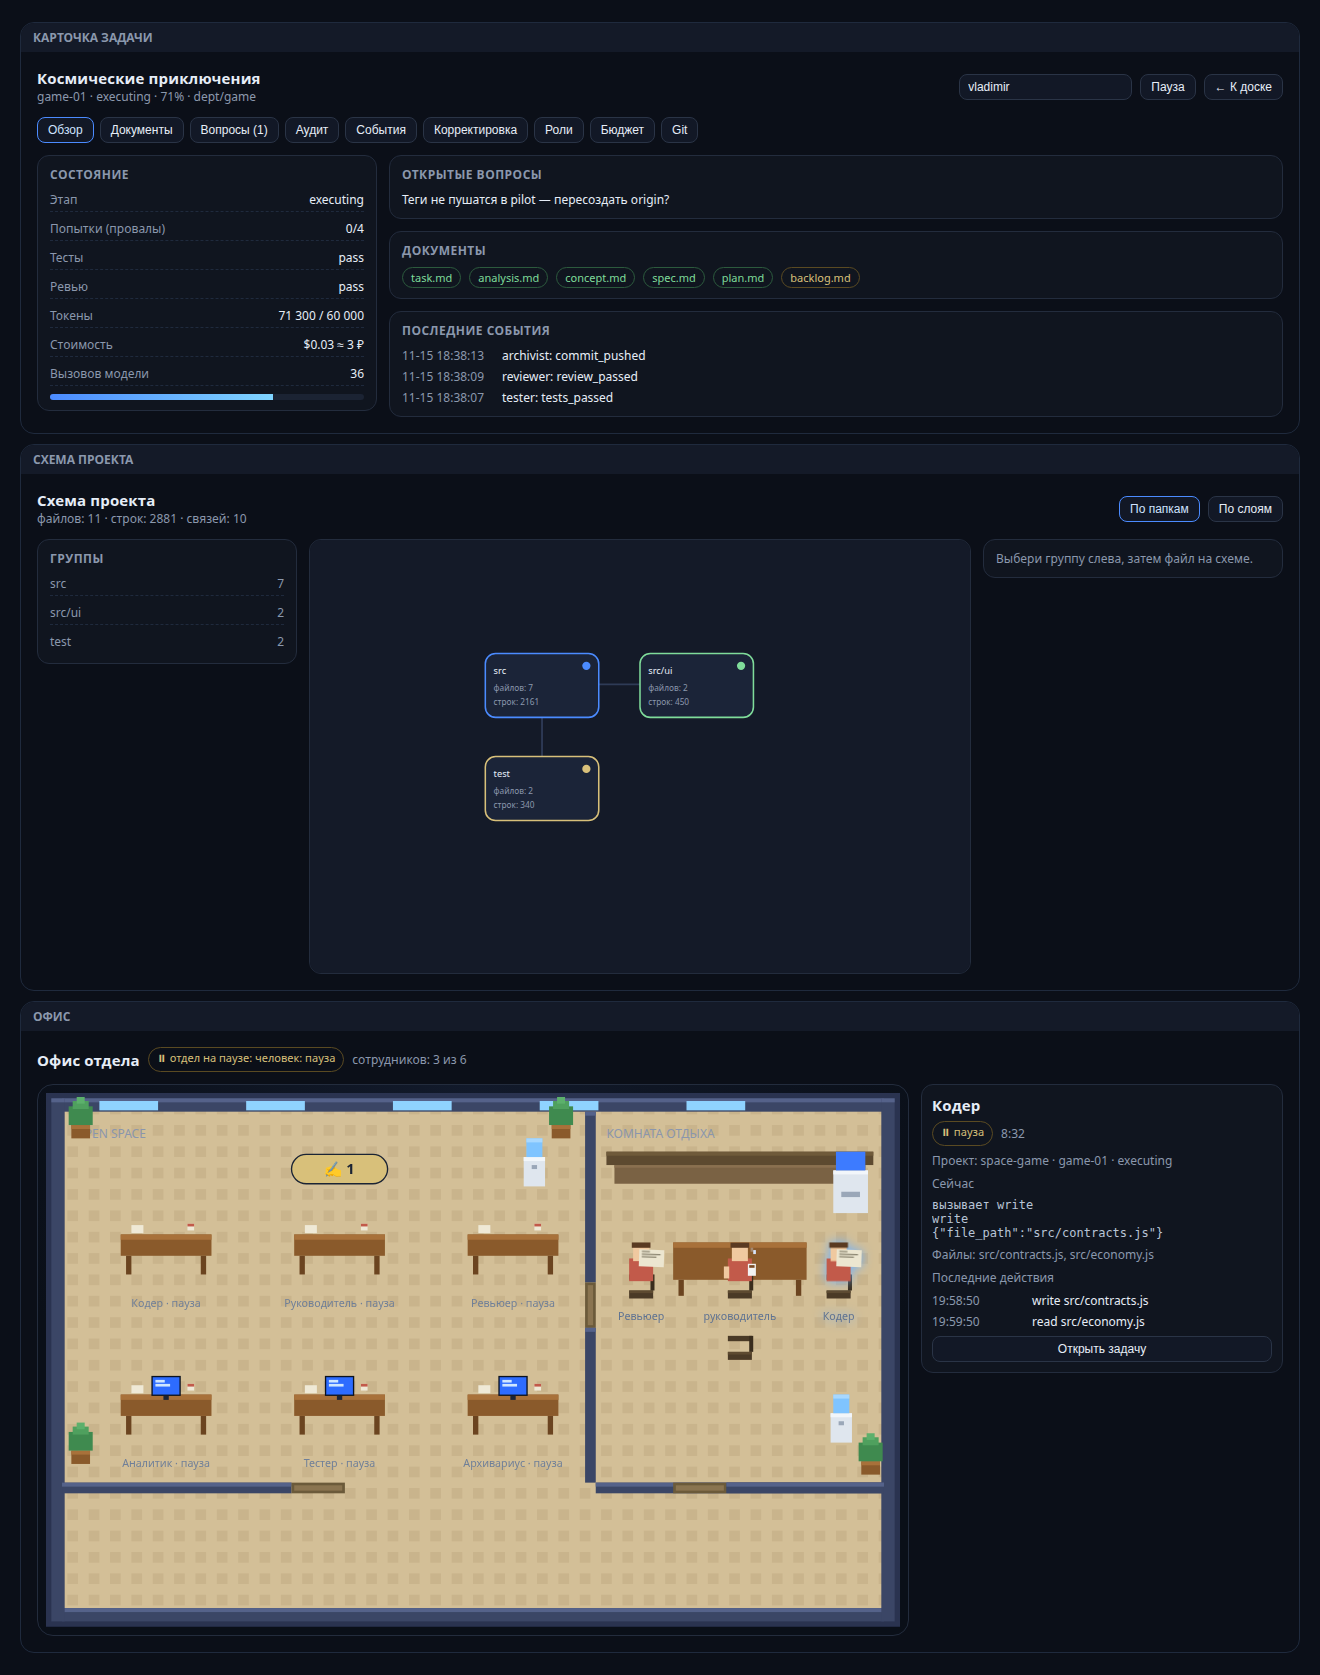 КАРТОЧКА ЗАДАЧИ
Космические приключения
game-01 · executing · 71% · dept/game
vladimir
Пауза
← К доске
Обзор
Документы
Вопросы (1)
Аудит
События
Корректировка
Роли
Бюджет
Git
СОСТОЯНИЕ
Этап executing
Попытки (провалы) 0/4
Тесты pass
Ревью pass
Токены 71 300 / 60 000
Стоимость $0.03 ≈ 3 ₽
Вызовов модели 36
ОТКРЫТЫЕ ВОПРОСЫ
Теги не пушатся в pilot — пересоздать origin?
ДОКУМЕНТЫ
task.md analysis.md concept.md spec.md plan.md backlog.md
ПОСЛЕДНИЕ СОБЫТИЯ
11-15 18:38:13 archivist: commit_pushed
11-15 18:38:09 reviewer: review_passed
11-15 18:38:07 tester: tests_passed
СХЕМА ПРОЕКТА
Схема проекта
файлов: 11 · строк: 2881 · связей: 10
По папкам
По слоям
ГРУППЫ
src 7
src/ui 2
test 2
src
файлов: 7
строк: 2161
src/ui
файлов: 2
строк: 450
test
файлов: 2
строк: 340
Выбери группу слева, затем файл на схеме.
ОФИС
Офис отдела
⏸ отдел на паузе: человек: пауза
сотрудников: 3 из 6
EN SPACE
✍ 1
КОМНАТА ОТДЫХА
Кодер · пауза
Руководитель · пауза
Ревьюер · пауза
Ревьюер
руководитель
Кодер
Аналитик · пауза
Тестер · пауза
Архивариус · пауза
Кодер
⏸ пауза 8:32
Проект: space-game · game-01 · executing
Сейчас
вызывает write
write
{"file_path":"src/contracts.js"}
Файлы: src/contracts.js, src/economy.js
Последние действия
19:58:50 write src/contracts.js
19:59:50 read src/economy.js
Открыть задачу